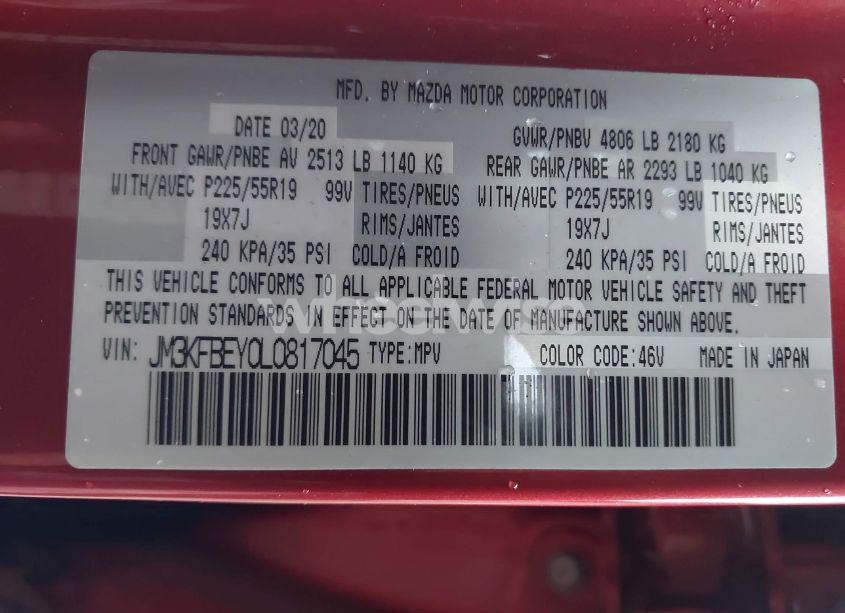 MFD. BY MAZDA MOTOR CORPORATION
DATE 03/20 GVWR/PNBV 4806 LB 2180 KG
FRONT GAWR/PNBE AV 2513 LB 1140 KG REAR GAWR/PNBE AR 2293 LB 1040 KG
WITH/AVEC P225/55R19 99V TIRES/PNEUS WITH/AVEC P225/55R19 99V TIRES/PNEUS
19X7J RIMS/JANTES 19X7J RIMS/JANTES
240 KPA/35 PSI COLD/A FROID 240 KPA/35 PSI COLD/A FROID
THIS VEHICLE CONFORMS TO ALL APPLICABLE FEDERAL MOTOR VEHICLE SAFETY AND THEFT
PREVENTION STANDARDS IN EFFECT ON THE DATE OF MANUFACTURE SHOWN ABOVE.
VIN: JM3KFBEY0L0817045 TYPE:MPV COLOR CODE:46V MADE IN JAPAN